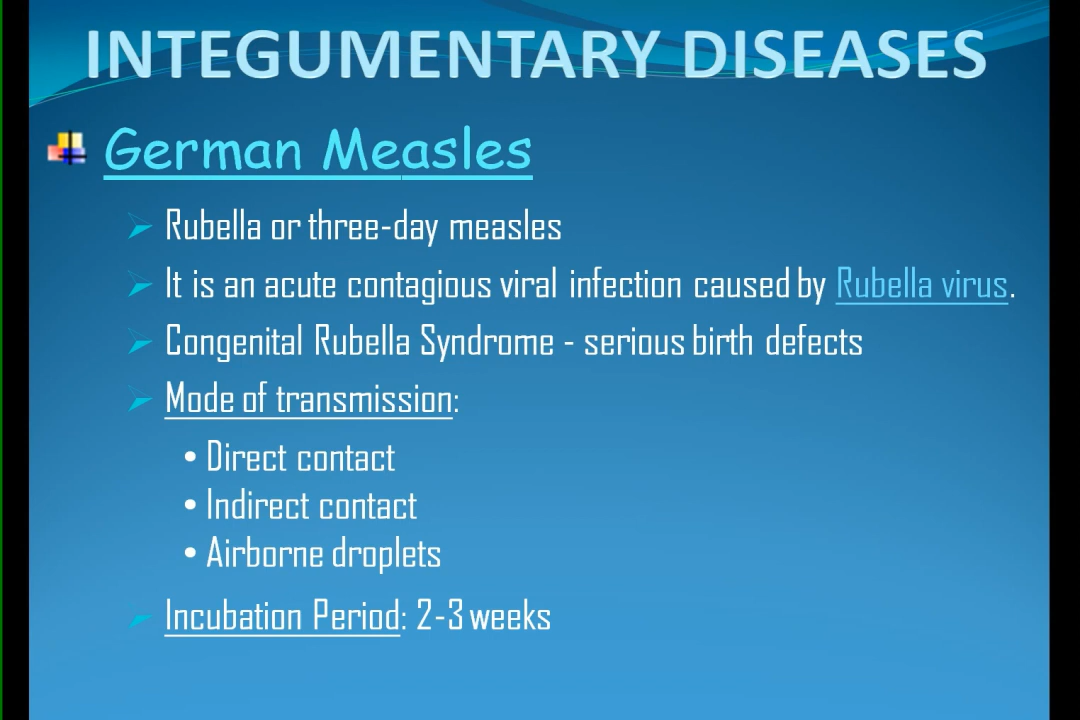 INTEGUMENTARY DISEASES
German Measles
Rubella or three-day measles
It is an acute contagious viral infection caused by Rubella virus.
Congenital Rubella Syndrome - serious birth defects
Mode of transmission:
• Direct contact
• Indirect contact
• Airborne droplets
Incubation Period: 2-3 weeks